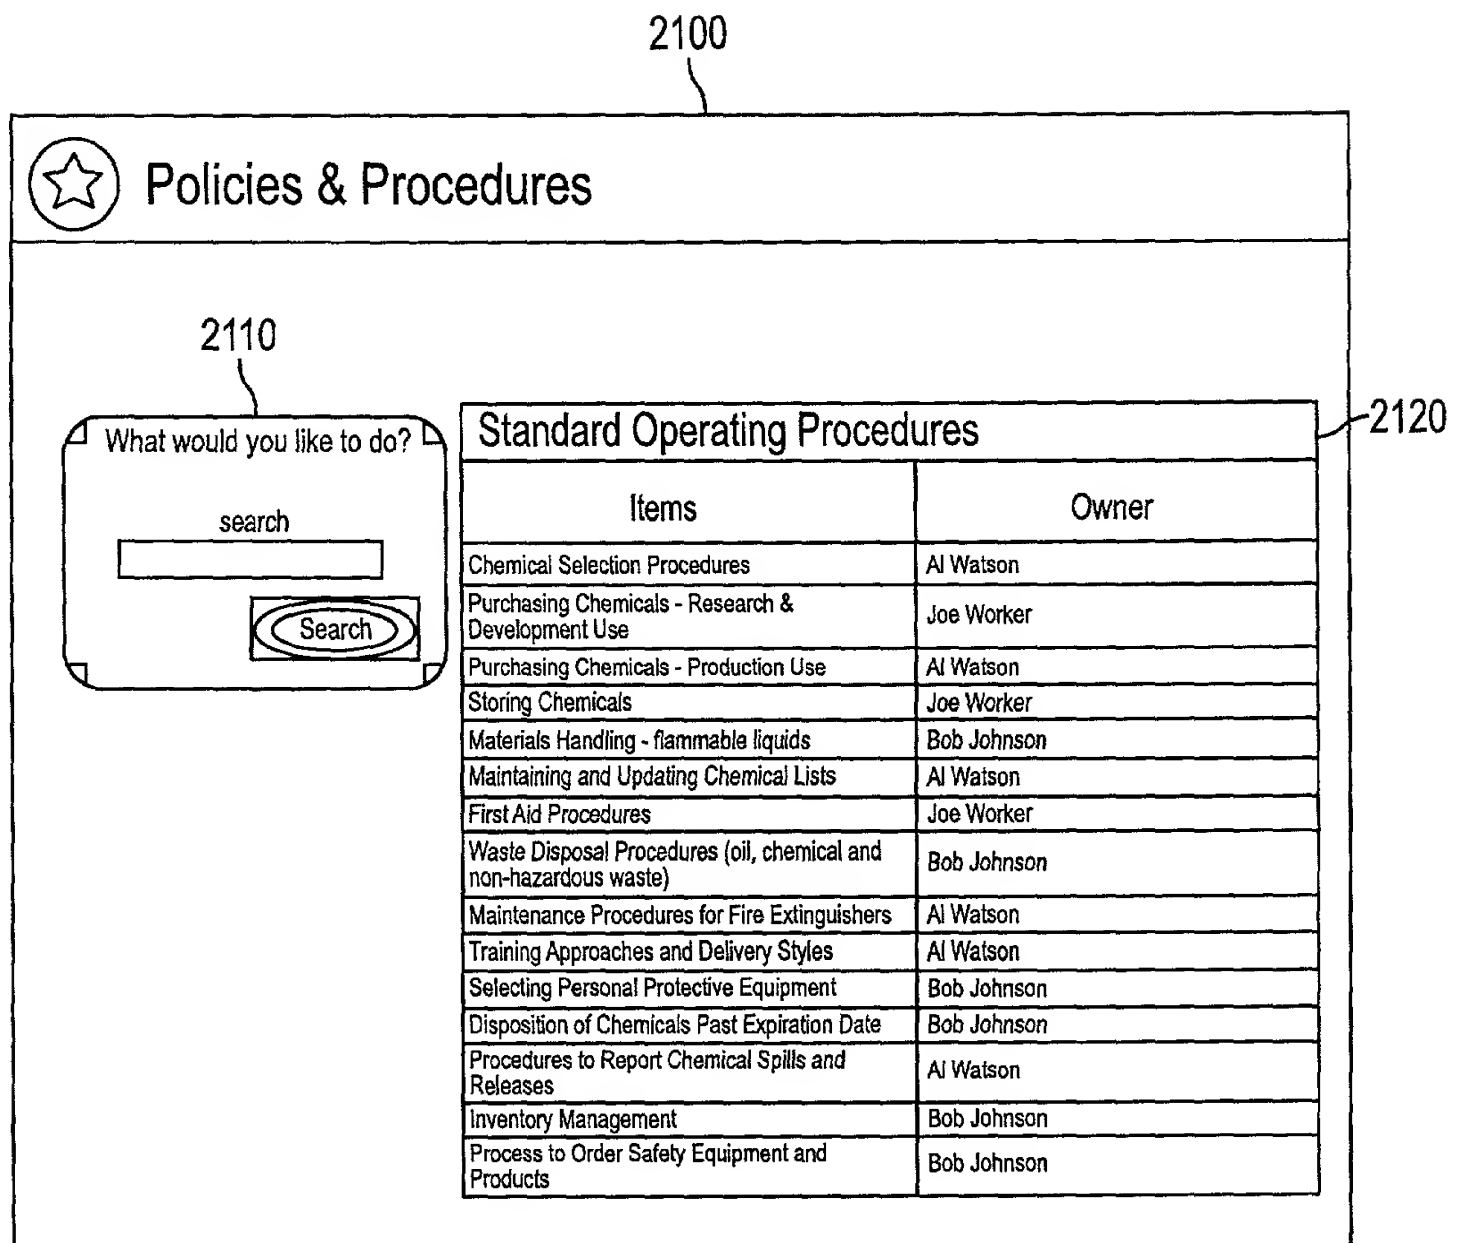 2100
Policies & Procedures
2110
What would you like to do?
search
Search
2120
Standard Operating Procedures
Items Owner
Chemical Selection Procedures Al Watson
Purchasing Chemicals - Research &
Development Use Joe Worker
Purchasing Chemicals - Production Use Al Watson
Storing Chemicals Joe Worker
Materials Handling - flammable liquids Bob Johnson
Maintaining and Updating Chemical Lists Al Watson
First Aid Procedures Joe Worker
Waste Disposal Procedures (oil, chemical and
non-hazardous waste) Bob Johnson
Maintenance Procedures for Fire Extinguishers Al Watson
Training Approaches and Delivery Styles Al Watson
Selecting Personal Protective Equipment Bob Johnson
Disposition of Chemicals Past Expiration Date Bob Johnson
Procedures to Report Chemical Spills and
Releases Al Watson
Inventory Management Bob Johnson
Process to Order Safety Equipment and
Products Bob Johnson